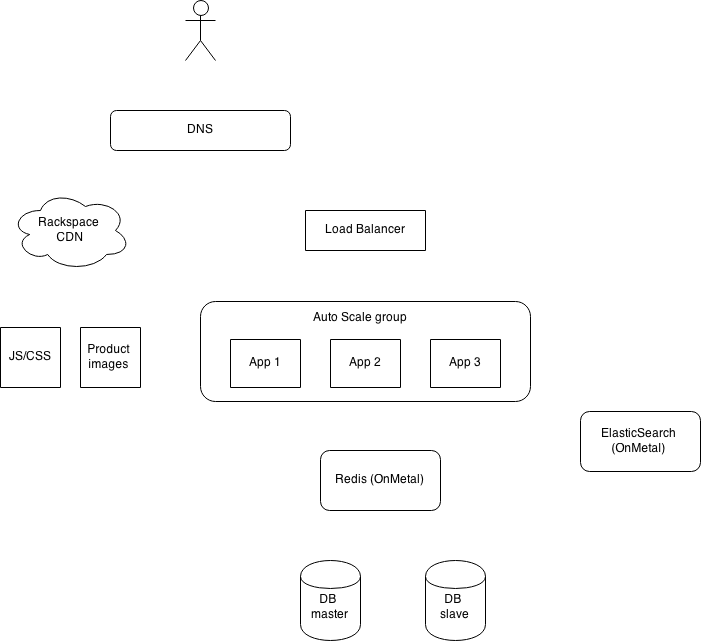 DNS
Rackspace
CDN
Load Balancer
Auto Scale group
JS/CSS
Product
images
App 1
App 2
App 3
ElasticSearch
(OnMetal)
Redis (OnMetal)
DB
master
DB
slave